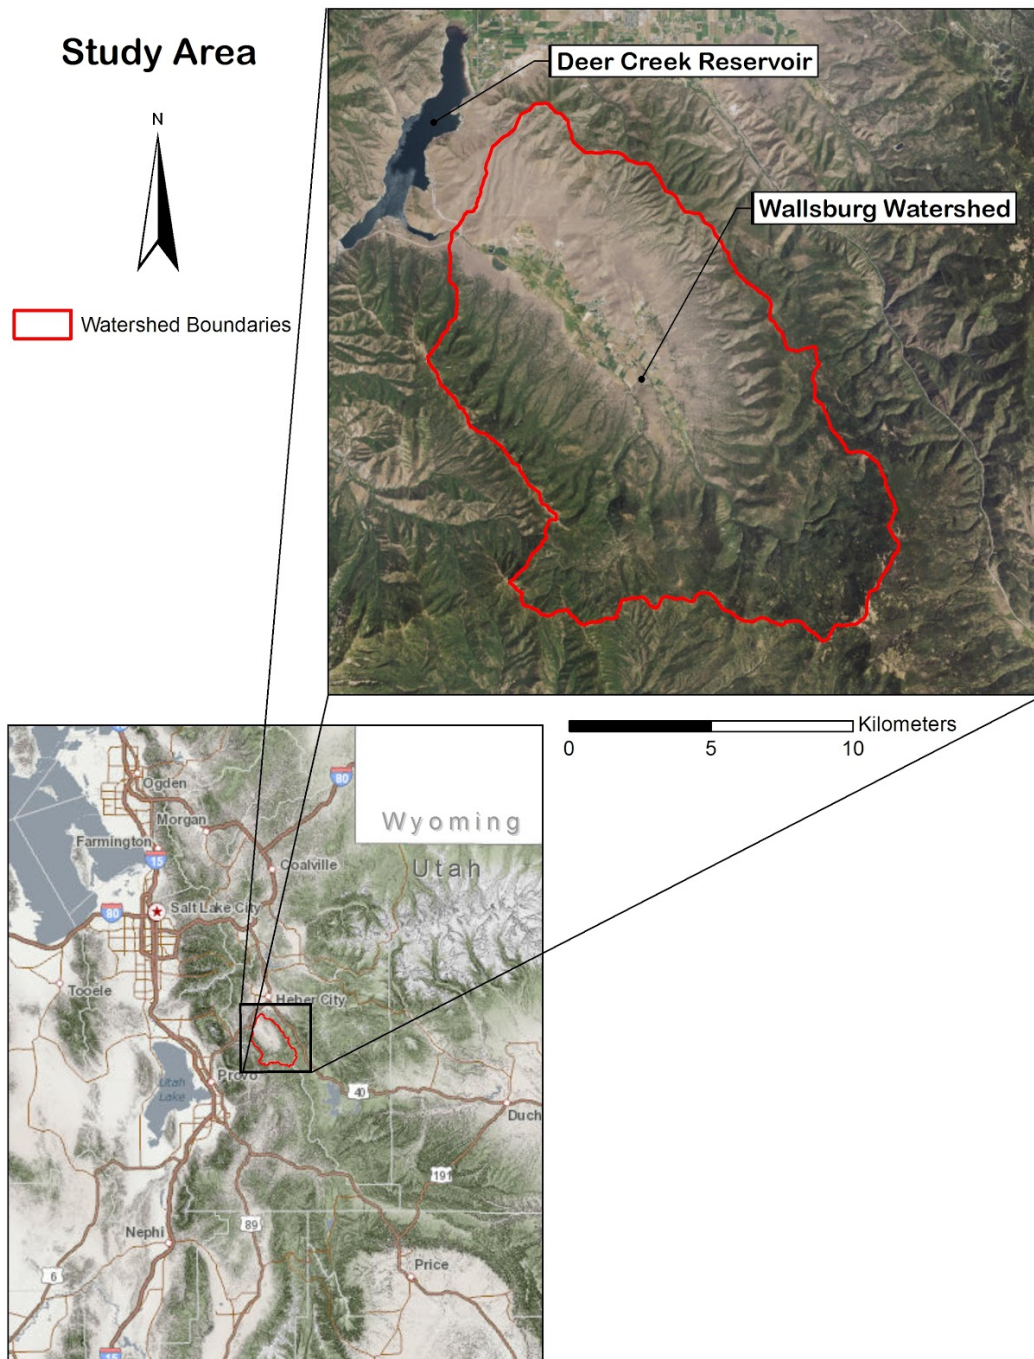 Study Area
N
Watershed Boundaries
Deer Creek Reservoir
Wallsburg Watershed
Kilometers
0 5 10
80
Ogden
Wyoming
Morgan
Farmington
15
Coalville
Utah
80
Salt Lake City
Tooele
Heber City
Provo
Utah
Lake
40
Duch
191
89
Nephi
6
Price
15